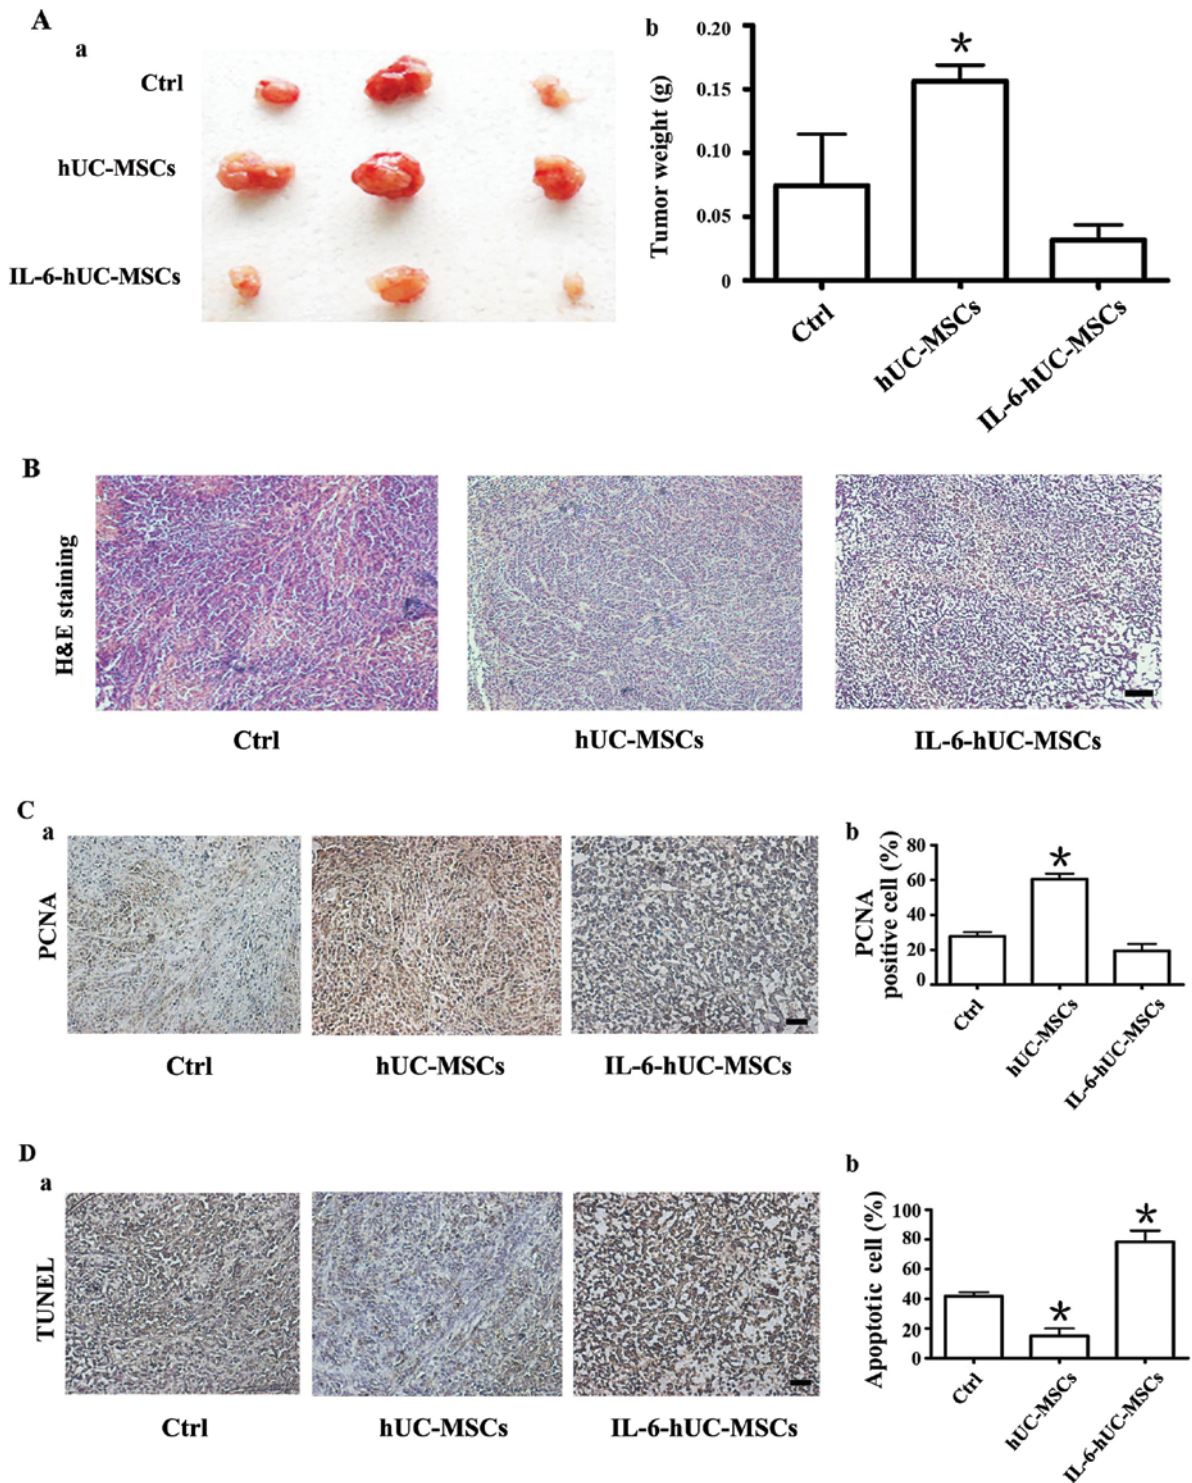 A
a
Ctrl
hUC-MSCs
IL-6-hUC-MSCs
b
Tumor weight (g)
0.20
0.15
0.10
0.05
0
*
Ctrl
hUC-MSCs
IL-6-hUC-MSCs
B
H&E staining
Ctrl
hUC-MSCs
IL-6-hUC-MSCs
C
a
PCNA
Ctrl
hUC-MSCs
IL-6-hUC-MSCs
b
PCNA
positive cell (%)
80
60
40
20
0
*
Ctrl
hUC-MSCs
IL-6-hUC-MSCs
D
a
TUNEL
Ctrl
hUC-MSCs
IL-6-hUC-MSCs
b
Apoptotic cell (%)
100
80
60
40
20
0
*
*
Ctrl
hUC-MSCs
IL-6-hUC-MSCs